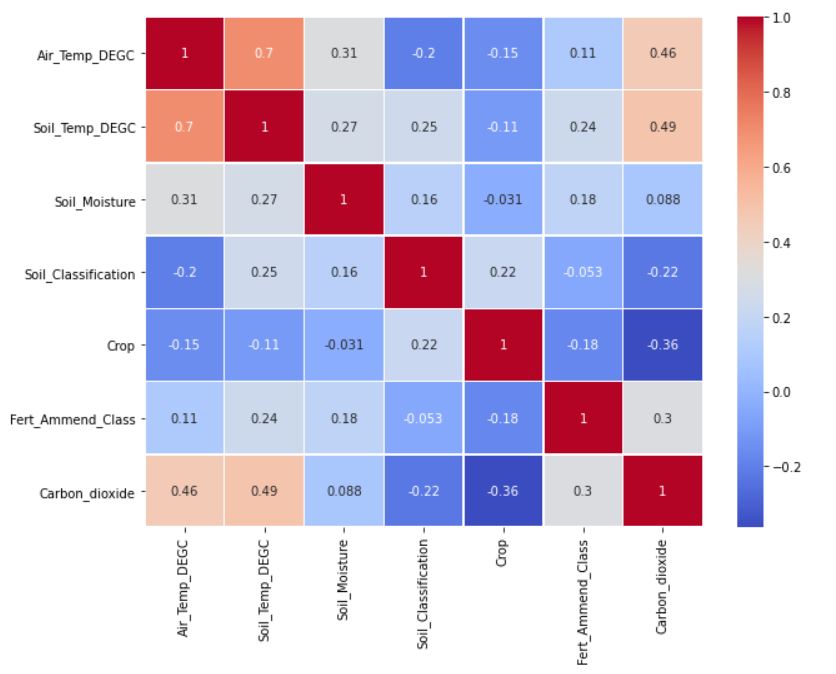 Air_Temp_DEGC 1 0.7 0.31 -0.2 -0.15 0.11 0.46
Soil_Temp_DEGC 0.7 1 0.27 0.25 -0.11 0.24 0.49
Soil_Moisture 0.31 0.27 1 0.16 -0.031 0.18 0.088
Soil_Classification -0.2 0.25 0.16 1 0.22 -0.053 -0.22
Crop -0.15 -0.11 -0.031 0.22 1 -0.18 -0.36
Fert_Ammend_Class 0.11 0.24 0.18 -0.053 -0.18 1 0.3
Carbon_dioxide 0.46 0.49 0.088 -0.22 -0.36 0.3 1
Air_Temp_DEGC
Soil_Temp_DEGC
Soil_Moisture
Soil_Classification
Crop
Fert_Ammend_Class
Carbon_dioxide
1.0
0.8
0.6
0.4
0.2
0.0
−0.2